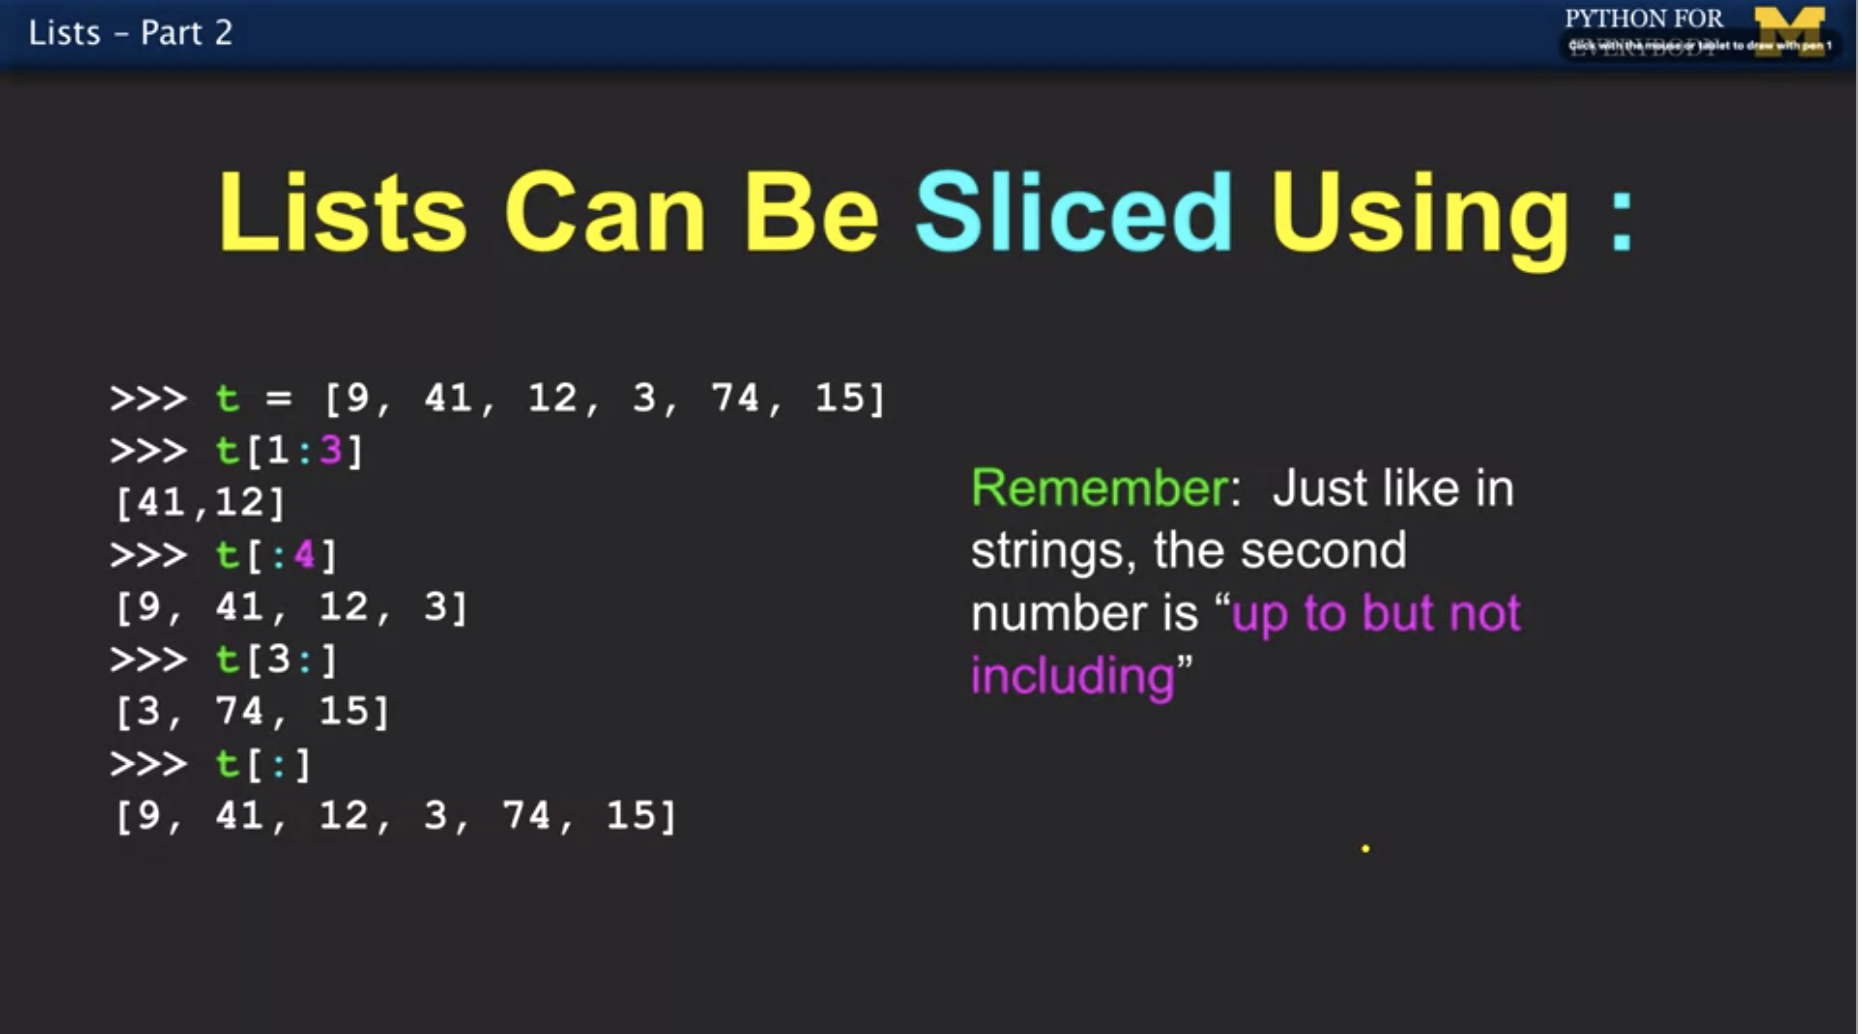 Lists – Part 2
PYTHON FOR
EVERYBODY
Click with the mouse or tablet to draw with pen 1
Lists Can Be Sliced Using :
>>> t = [9, 41, 12, 3, 74, 15]
>>> t[1:3]
[41,12]
>>> t[:4]
[9, 41, 12, 3]
>>> t[3:]
[3, 74, 15]
>>> t[:]
[9, 41, 12, 3, 74, 15]
Remember:  Just like in
strings, the second
number is “up to but not
including”